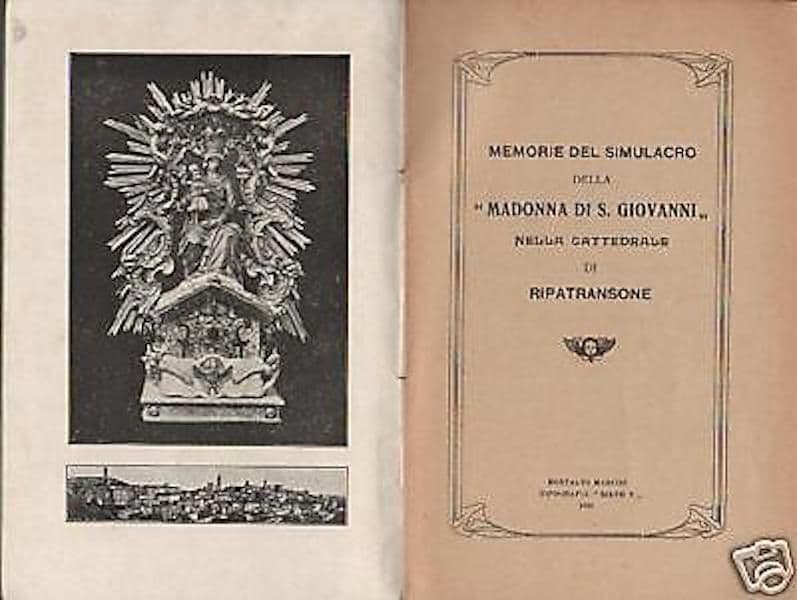 MEMORIE DEL SIMULACRO
DELLA
“ MADONNA DI S. GIOVANNI „
NELLA CATTEDRALE
DI
RIPATRANSONE
MONTALTO MARCHE
TIPOGRAFIA “ SISTO V „